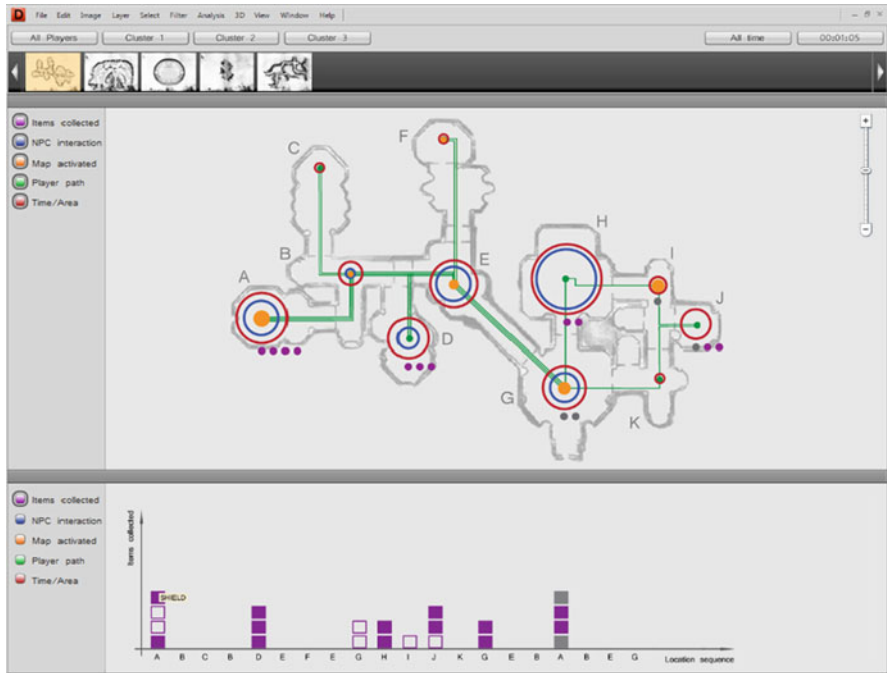 D File Edit Image Layer Select Filter Analysis 3D View Window Help
All Players Cluster 1 Cluster 2 Cluster 3 All time 00:01:05
Items collected
NPC interaction
Map activated
Player path
Time/Area
F
C
H
B
E
I
A
J
D
G
K
Items collected
NPC interaction
Map activated
Player path
Time/Area
Items collected
SHIELD
A B C B D E F E G H I J K G E B A B E G Location sequence